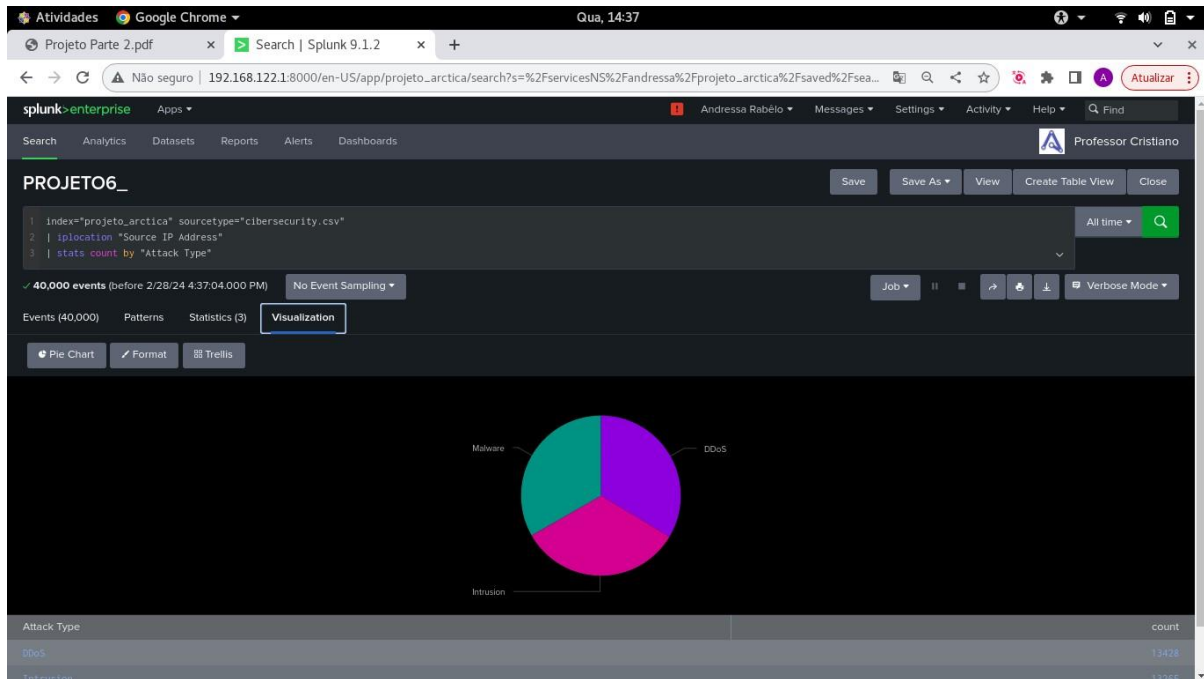 Atividades Google Chrome Qua, 14:37
Projeto Parte 2.pdf × Search | Splunk 9.1.2 × +
Não seguro 192.168.122.1:8000/en-US/app/projeto_arctica/search?s=%2FservicesNS%2Fandressa%2Fprojeto_arctica%2Fsaved%2Fsea... A Atualizar
splunk>enterprise Apps ! Andressa Rabêlo Messages Settings Activity Help Find
Search Analytics Datasets Reports Alerts Dashboards Professor Cristiano
PROJETO6_ Save Save As View Create Table View Close
1 index="projeto_arctica" sourcetype="cibersecurity.csv" All time
2 | iplocation "Source IP Address"
3 | stats count by "Attack Type"
✓ 40,000 events (before 2/28/24 4:37:04.000 PM) No Event Sampling Job Verbose Mode
Events (40,000) Patterns Statistics (3) Visualization
Pie Chart Format Trellis
Malware DDoS
Intrusion
Attack Type count
DDoS 13428